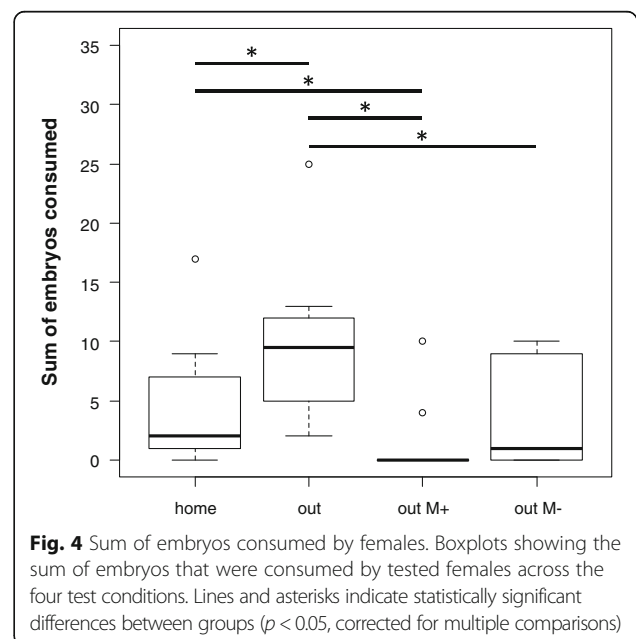 35
30
25
20
15
10
5
0
Sum of embryos consumed
*
*
*
*
home out out M+ out M-
Fig. 4 Sum of embryos consumed by females. Boxplots showing the
sum of embryos that were consumed by tested females across the
four test conditions. Lines and asterisks indicate statistically significant
differences between groups (p < 0.05, corrected for multiple comparisons)